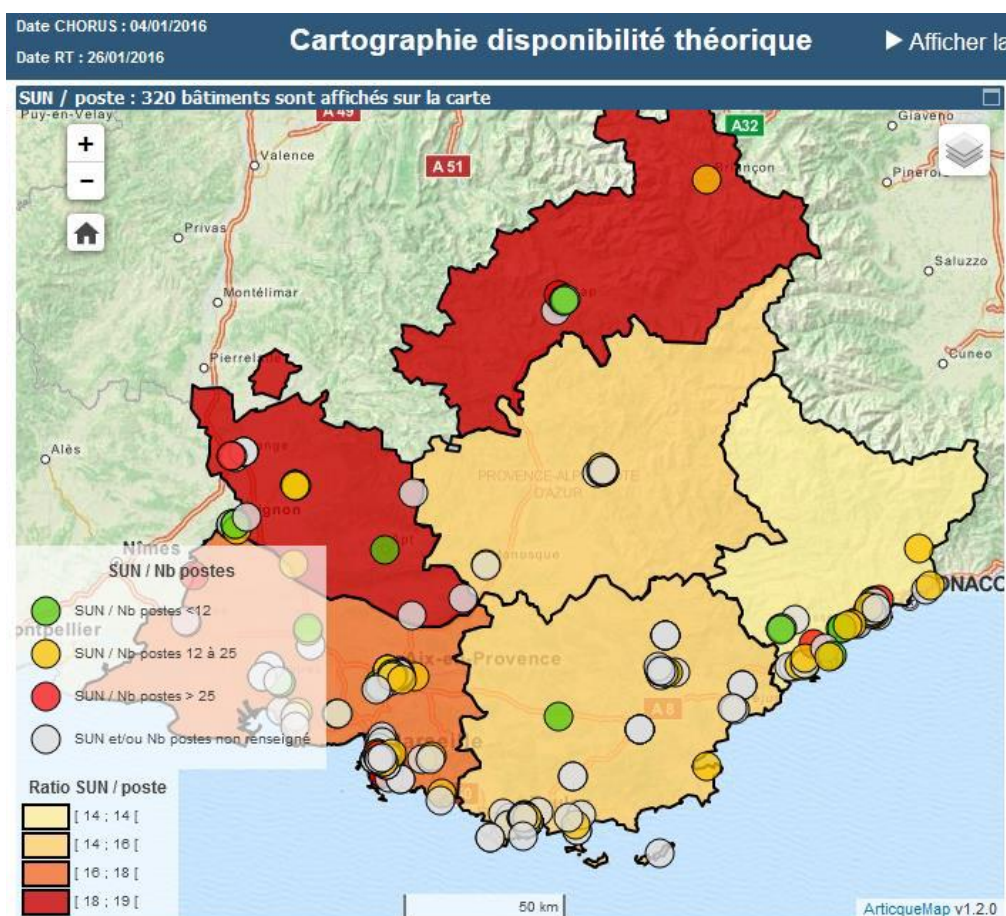 Date CHORUS : 04/01/2016
Date RT : 26/01/2016
Cartographie disponibilité théorique
▶ Afficher la
SUN / poste : 320 bâtiments sont affichés sur la carte
Puy-en-Velay
A 49
A32
Giaveno
+
Valence
A 51
Briançon
Pinerolo
−
Privas
Saluzzo
Montélimar
Cuneo
Alès
PROVENCE-ALPES-CÔTE
D'AZUR
Nîmes
SUN / Nb postes
MONACO
SUN / Nb postes <12
SUN / Nb postes 12 à 25
Aix-en-Provence
SUN / Nb postes > 25
A 8
SUN et/ou Nb postes non renseigné
Marseille
Ratio SUN / poste
[ 14 ; 14 [
[ 14 ; 16 [
[ 16 ; 18 [
[ 18 ; 19 [
50 km
ArticqueMap v1.2.0